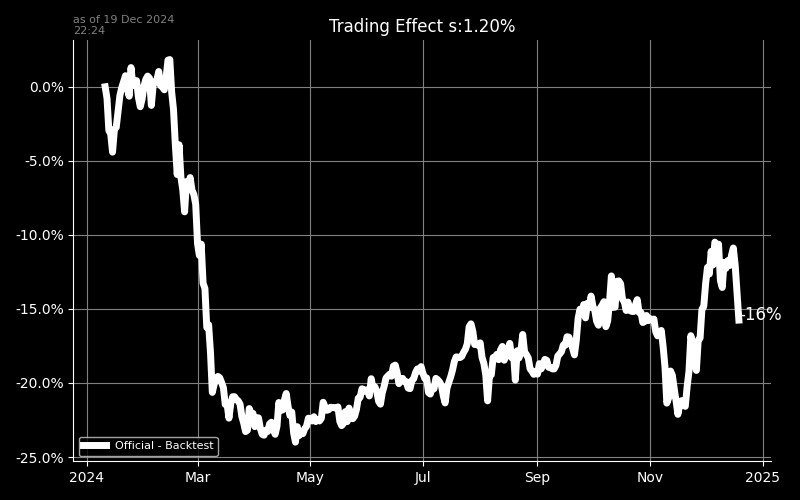 as of 19 Dec 2024
22:24
Trading Effect s:1.20%
0.0%
-5.0%
-10.0%
-15.0%
-16%
-20.0%
-25.0%
Official - Backtest
2024 Mar May Jul Sep Nov 2025